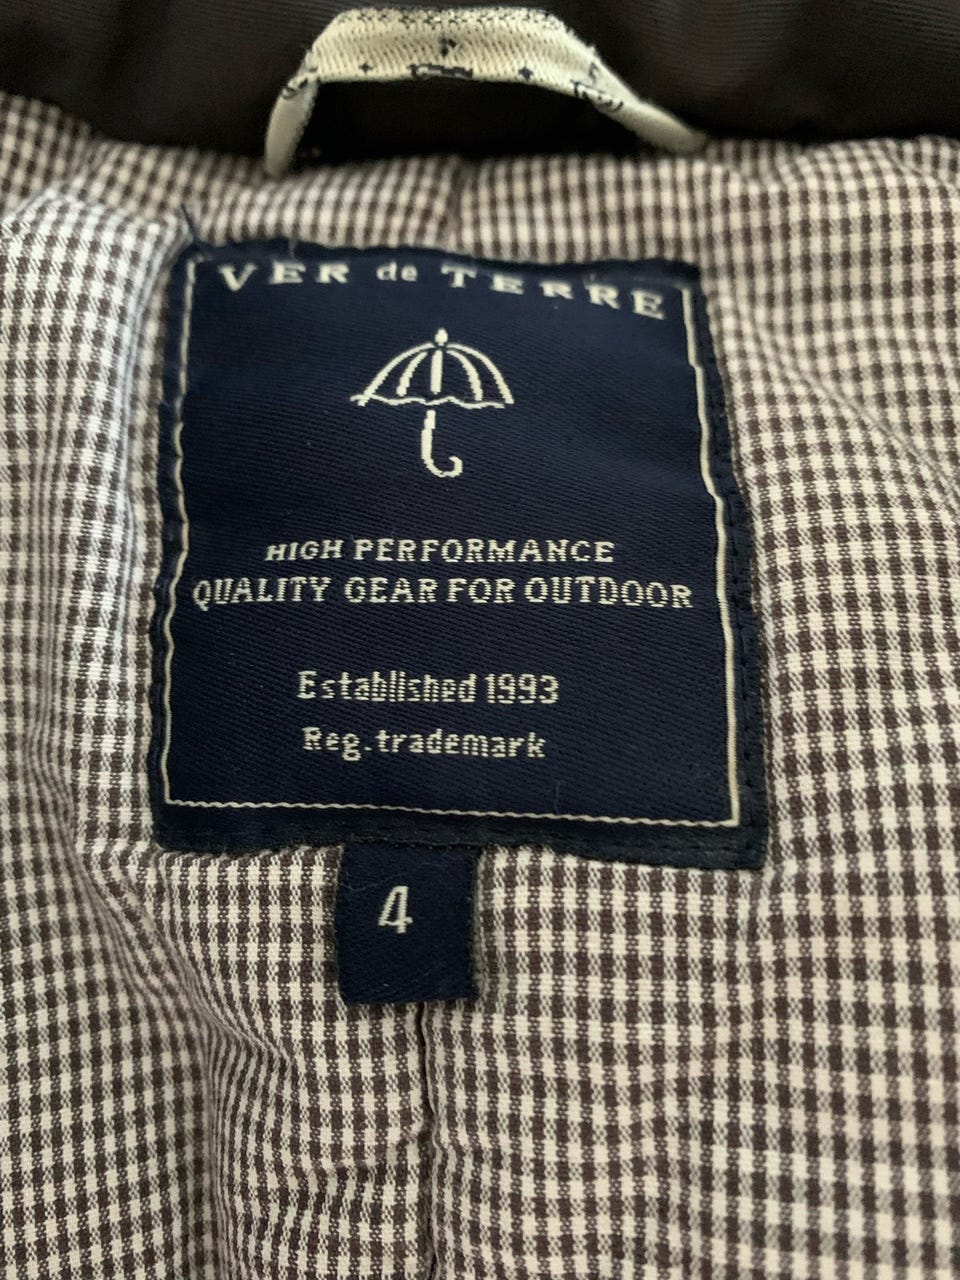 VER de TERRE
HIGH PERFORMANCE
QUALITY GEAR FOR OUTDOOR
Established 1993
Reg. trademark
4